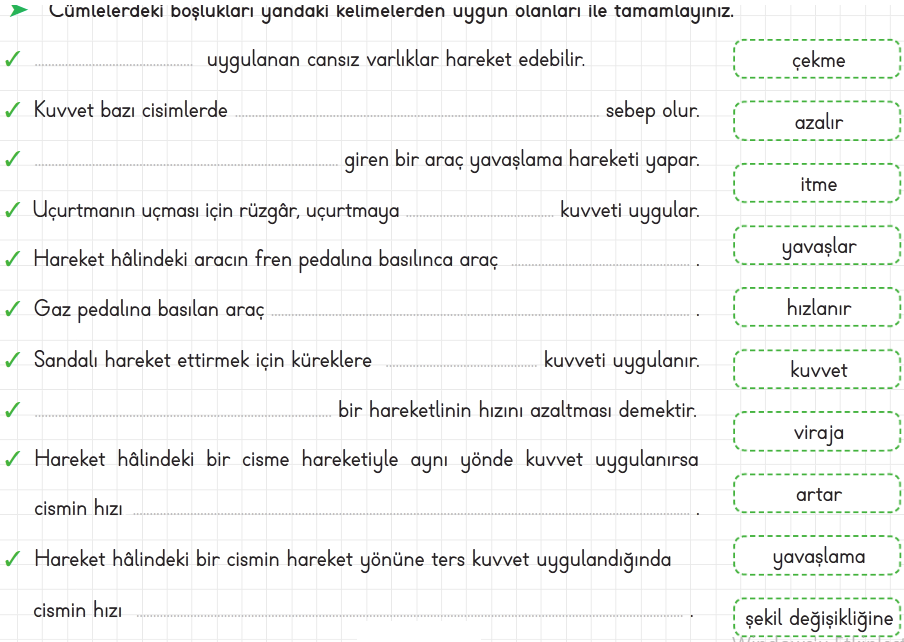 Cümlelerdeki boşlukları yandaki kelimelerden uygun olanları ile tamamlayınız.
✓ .................... uygulanan cansız varlıklar hareket edebilir.
✓ Kuvvet bazı cisimlerde .................... sebep olur.
✓ .................... giren bir araç yavaşlama hareketi yapar.
✓ Uçurtmanın uçması için rüzgâr, uçurtmaya .................... kuvveti uygular.
✓ Hareket hâlindeki aracın fren pedalına basılınca araç .................... .
✓ Gaz pedalına basılan araç .................... .
✓ Sandalı hareket ettirmek için küreklere .................... kuvveti uygulanır.
✓ .................... bir hareketlinin hızını azaltması demektir.
✓ Hareket hâlindeki bir cisme hareketiyle aynı yönde kuvvet uygulanırsa
cismin hızı .................... .
✓ Hareket hâlindeki bir cismin hareket yönüne ters kuvvet uygulandığında
cismin hızı .................... .
çekme
azalır
itme
yavaşlar
hızlanır
kuvvet
viraja
artar
yavaşlama
şekil değişikliğine